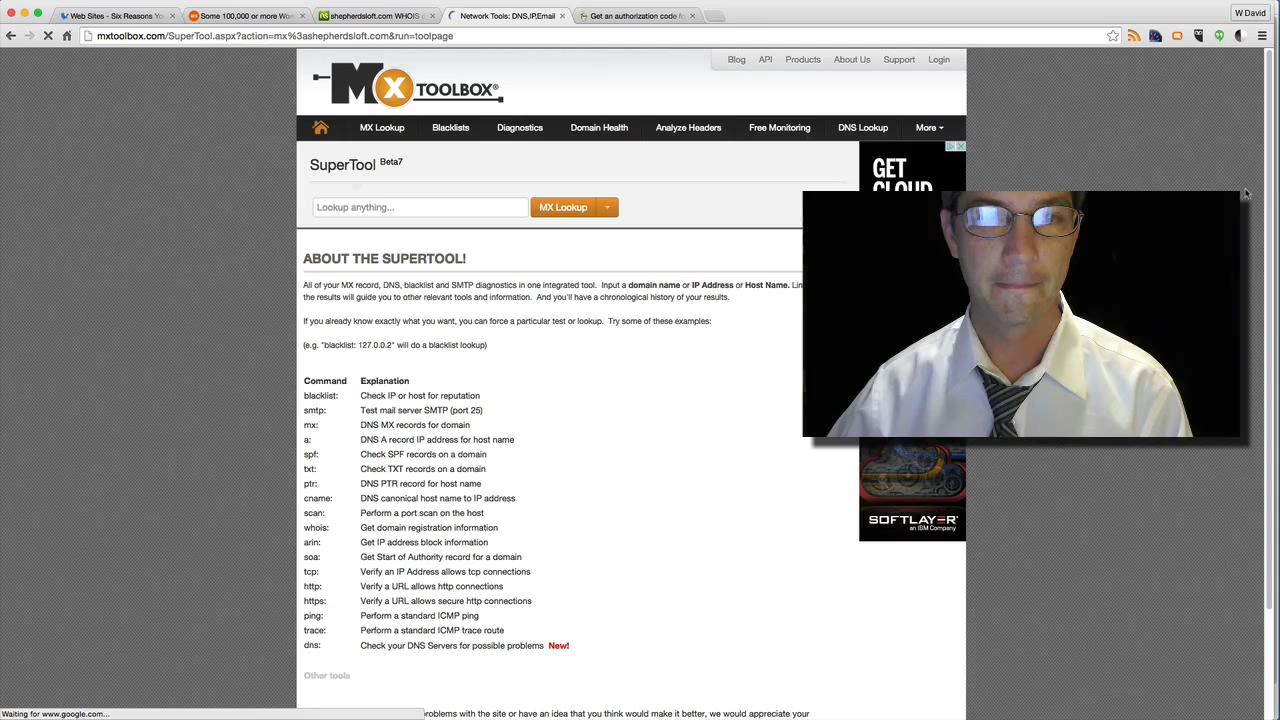 Web Sites - Six Reasons Yo
Some 100,000 or more Wor
shepherdsloft.com WHOIS d
Network Tools: DNS,IP,Email
Get an authorization code fo
W David
mxtoolbox.com/SuperTool.aspx?action=mx%3ashepherdsloft.com&run=toolpage
Blog API Products About Us Support Login
MX TOOLBOX®
MX Lookup Blacklists Diagnostics Domain Health Analyze Headers Free Monitoring DNS Lookup More
SuperTool Beta7
GET
CLOUD
Lookup anything... MX Lookup
ABOUT THE SUPERTOOL!
All of your MX record, DNS, blacklist and SMTP diagnostics in one integrated tool. Input a domain name or IP Address or Host Name. Lin
the results will guide you to other relevant tools and information. And you'll have a chronological history of your results.
If you already know exactly what you want, you can force a particular test or lookup. Try some of these examples:
(e.g. "blacklist: 127.0.0.2" will do a blacklist lookup)
Command Explanation
blacklist: Check IP or host for reputation
smtp: Test mail server SMTP (port 25)
mx: DNS MX records for domain
a: DNS A record IP address for host name
spf: Check SPF records on a domain
txt: Check TXT records on a domain
ptr: DNS PTR record for host name
cname: DNS canonical host name to IP address
scan: Perform a port scan on the host
whois: Get domain registration information
arin: Get IP address block information
soa: Get Start of Authority record for a domain
tcp: Verify an IP Address allows tcp connections
http: Verify a URL allows http connections
https: Verify a URL allows secure http connections
ping: Perform a standard ICMP ping
trace: Perform a standard ICMP trace route
dns: Check your DNS Servers for possible problems New!
SOFTLAYER®
an IBM Company
Other tools
Waiting for www.google.com...
problems with the site or have an idea that you think would make it better, we would appreciate your